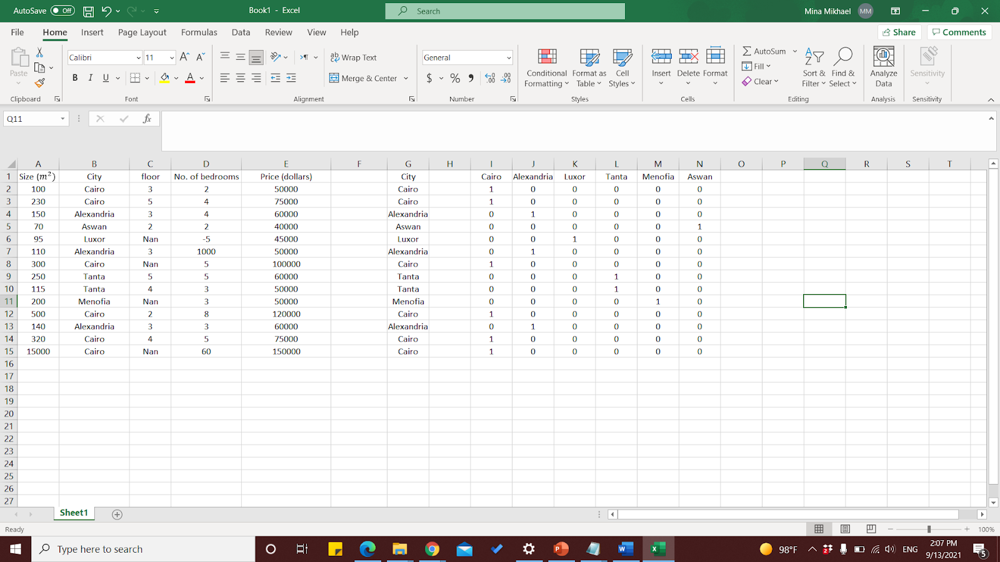 AutoSave Off Book1 - Excel Search Mina Mikhael MM
File Home Insert Page Layout Formulas Data Review View Help Share Comments
Paste Calibri 11 A^ Aˇ ab Wrap Text General Conditional Formatting Format as Table Cell Styles Insert Delete Format AutoSum Fill Clear Sort & Filter Find & Select Analyze Data Sensitivity
B I U A Merge & Center $ % 9 .00 .00
Clipboard Font Alignment Number Styles Cells Editing Analysis Sensitivity
Q11 fx
A B C D E F G H I J K L M N O P Q R S T
1 Size (m²) City floor No. of bedrooms Price (dollars) City Cairo Alexandria Luxor Tanta Menofia Aswan
2 100 Cairo 3 2 50000 Cairo 1 0 0 0 0 0
3 230 Cairo 5 4 75000 Cairo 1 0 0 0 0 0
4 150 Alexandria 3 4 60000 Alexandria 0 1 0 0 0 0
5 70 Aswan 2 2 40000 Aswan 0 0 0 0 0 1
6 95 Luxor Nan -5 45000 Luxor 0 0 1 0 0 0
7 110 Alexandria 3 1000 50000 Alexandria 0 1 0 0 0 0
8 300 Cairo Nan 5 100000 Cairo 1 0 0 0 0 0
9 250 Tanta 5 5 60000 Tanta 0 0 0 1 0 0
10 115 Tanta 4 3 50000 Tanta 0 0 0 1 0 0
11 200 Menofia Nan 3 50000 Menofia 0 0 0 0 1 0
12 500 Cairo 2 8 120000 Cairo 1 0 0 0 0 0
13 140 Alexandria 3 3 60000 Alexandria 0 1 0 0 0 0
14 320 Cairo 4 5 75000 Cairo 1 0 0 0 0 0
15 15000 Cairo Nan 60 150000 Cairo 1 0 0 0 0 0
16
17
18
19
20
21
22
23
24
25
26
27
Sheet1
Ready 100%
Type here to search 98°F ENG 2:07 PM
9/13/2021 5